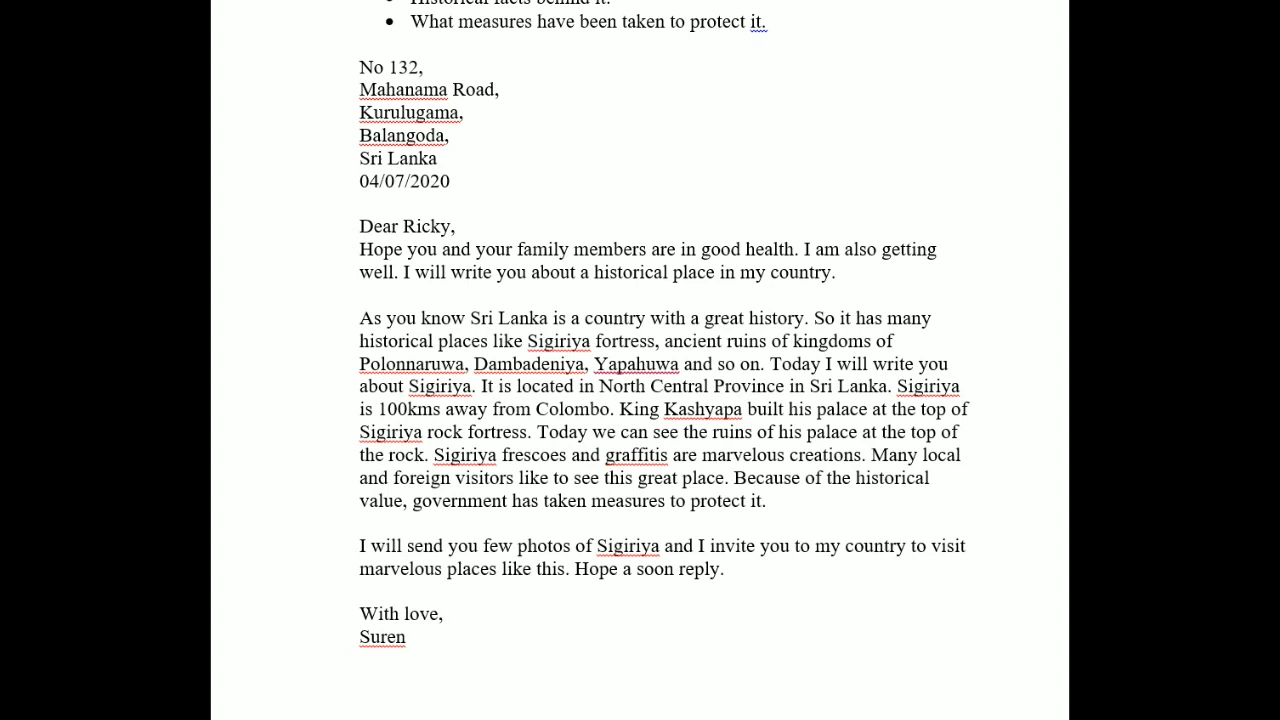 What measures have been taken to protect it.
No 132,
Mahanama Road,
Kurulugama,
Balangoda,
Sri Lanka
04/07/2020
Dear Ricky,
Hope you and your family members are in good health. I am also getting
well. I will write you about a historical place in my country.
As you know Sri Lanka is a country with a great history. So it has many
historical places like Sigiriya fortress, ancient ruins of kingdoms of
Polonnaruwa, Dambadeniya, Yapahuwa and so on. Today I will write you
about Sigiriya. It is located in North Central Province in Sri Lanka. Sigiriya
is 100kms away from Colombo. King Kashyapa built his palace at the top of
Sigiriya rock fortress. Today we can see the ruins of his palace at the top of
the rock. Sigiriya frescoes and graffitis are marvelous creations. Many local
and foreign visitors like to see this great place. Because of the historical
value, government has taken measures to protect it.
I will send you few photos of Sigiriya and I invite you to my country to visit
marvelous places like this. Hope a soon reply.
With love,
Suren